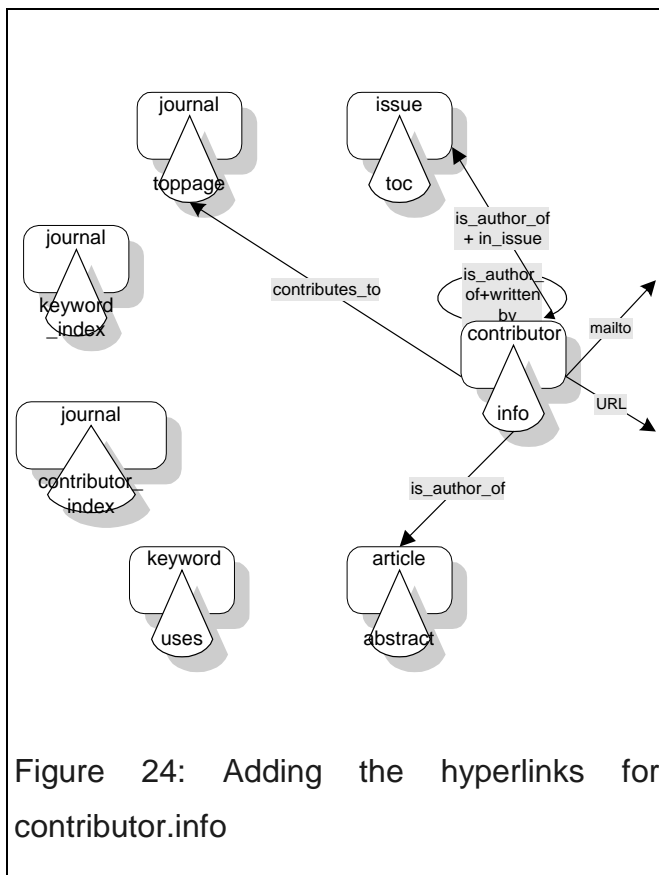 journal
toppage
issue
toc
is_author_of
+ in_issue
journal
keyword
_index
contributes_to
is_author_
of+written
by
contributor
info
mailto
URL
journal
contributor_
index
is_author_of
keyword
uses
article
abstract
Figure 24: Adding the hyperlinks for
contributor.info